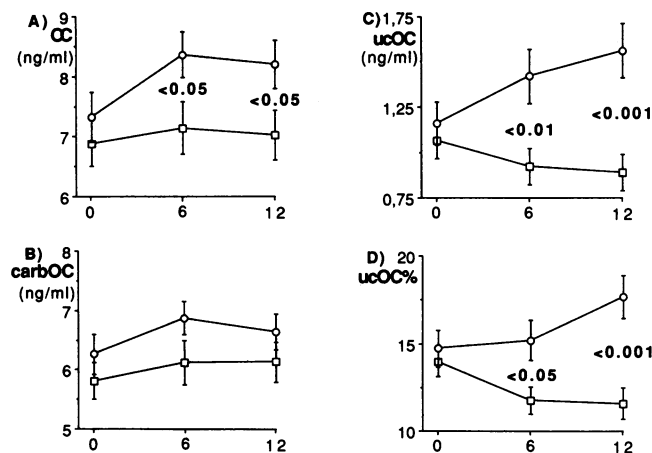 A)
OC
(ng/ml)
9
8
7
6
<0.05
<0.05
0 6 12
C)
ucOC
(ng/ml)
1,75
1,25
0,75
<0.01
<0.001
0 6 12
B)
carbOC
(ng/ml)
8
7
6
5
0 6 12
D)
ucOC%
20
15
10
<0.05
<0.001
0 6 12